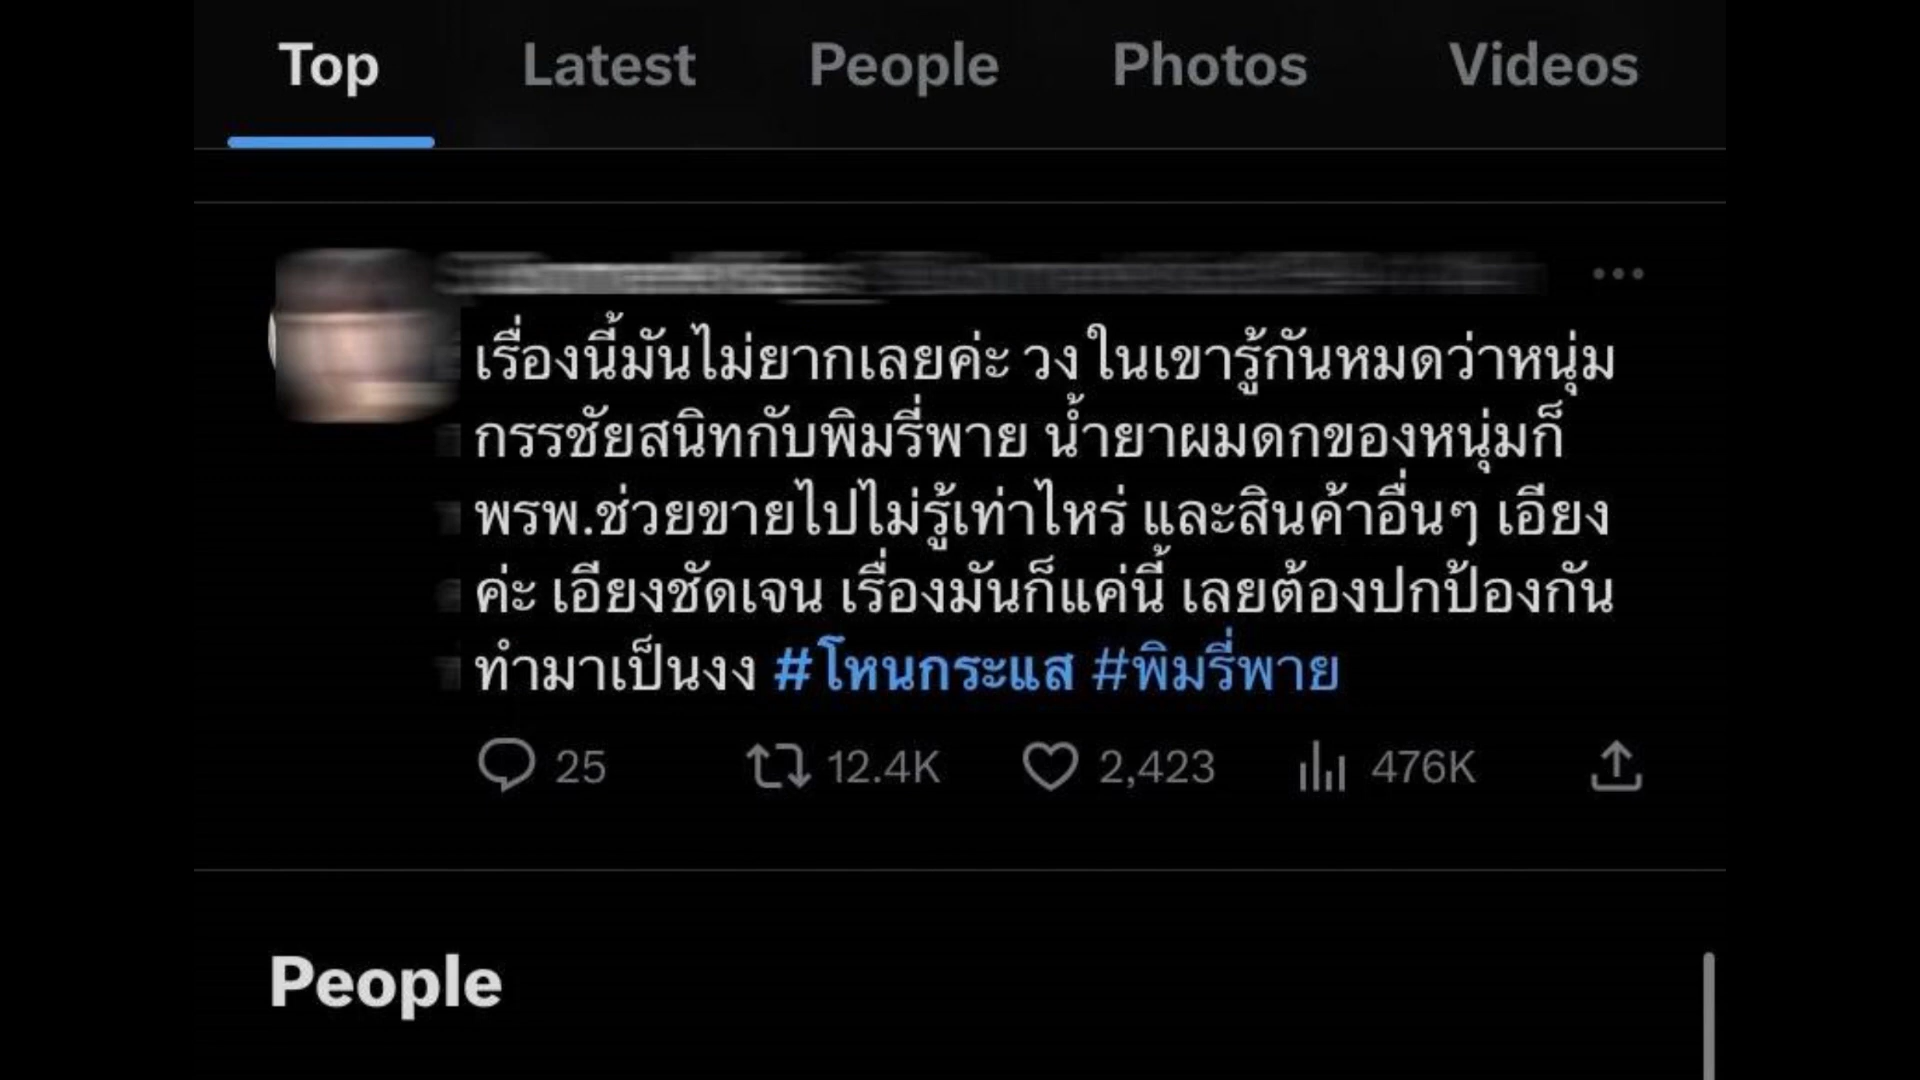 Top Latest People Photos Videos
เรื่องนี้มันไม่ยากเลยค่ะ วงในเขารู้กันหมดว่าหนุ่ม
กรรชัยสนิทกับพิมรี่พาย น้ำยาผมดกของหนุ่มก็
พรพ.ช่วยขายไปไม่รู้เท่าไหร่ และสินค้าอื่นๆ เอียง
ค่ะ เอียงชัดเจน เรื่องมันก็แค่นี้ เลยต้องปกป้องกัน
ทำมาเป็นงง #โหนกระแส #พิมรี่พาย
25 12.4K 2,423 476K
People